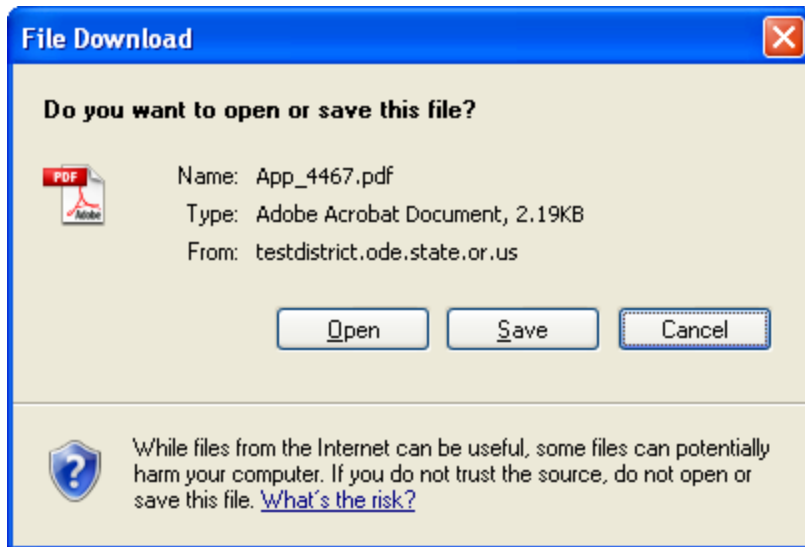 File Download
Do you want to open or save this file?
PDF
Adobe
Name: App_4467.pdf
Type: Adobe Acrobat Document, 2.19KB
From: testdistrict.ode.state.or.us
Open Save Cancel
While files from the Internet can be useful, some files can potentially
harm your computer. If you do not trust the source, do not open or
save this file. What's the risk?